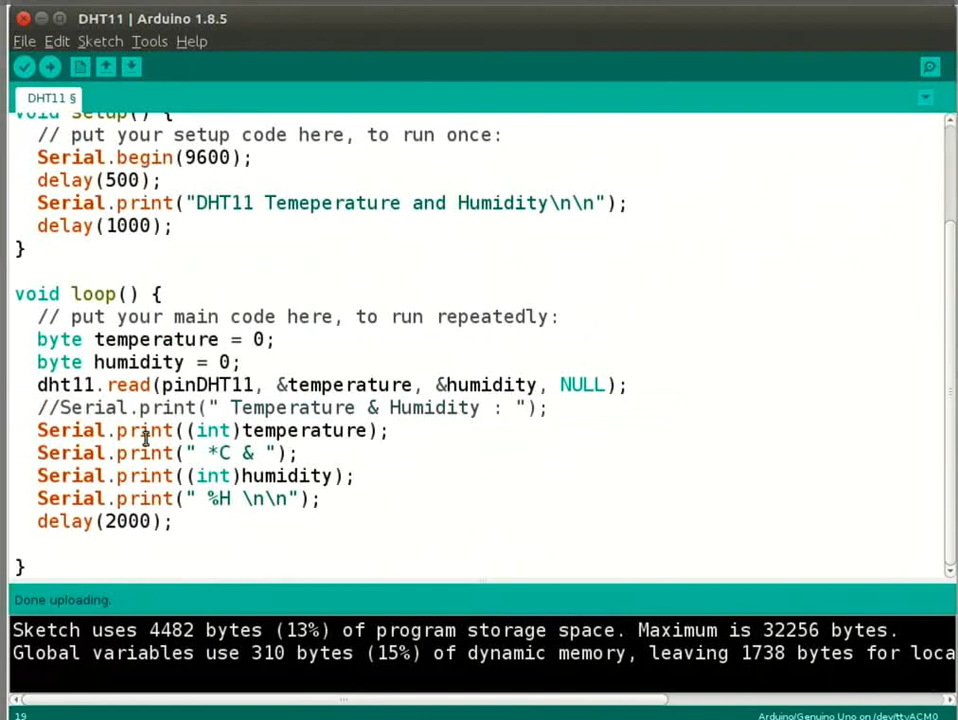 DHT11 | Arduino 1.8.5
File Edit Sketch Tools Help
DHT11 §
void setup() {
// put your setup code here, to run once:
Serial.begin(9600);
delay(500);
Serial.print("DHT11 Temeperature and Humidity\n\n");
delay(1000);
}
void loop() {
// put your main code here, to run repeatedly:
byte temperature = 0;
byte humidity = 0;
dht11.read(pinDHT11, &temperature, &humidity, NULL);
//Serial.print(" Temperature & Humidity : ");
Serial.print((int)temperature);
Serial.print(" *C & ");
Serial.print((int)humidity);
Serial.print(" %H \n\n");
delay(2000);
}
Done uploading.
Sketch uses 4482 bytes (13%) of program storage space. Maximum is 32256 bytes.
Global variables use 310 bytes (15%) of dynamic memory, leaving 1738 bytes for loca
19 Arduino/Genuino Uno on /dev/ttyACM0